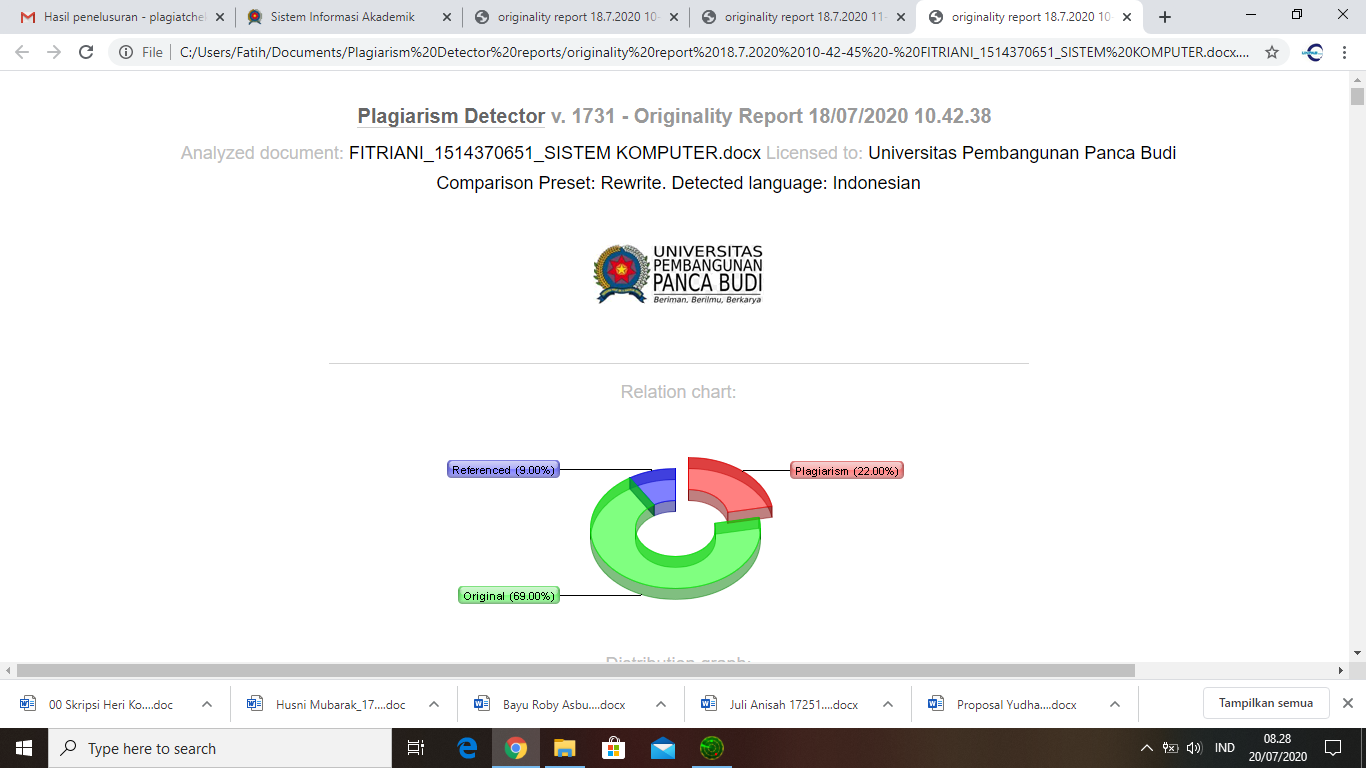 Hasil penelusuran - plagiatche
Sistem Informasi Akademik
originality report 18.7.2020 10-
originality report 18.7.2020 11-
originality report 18.7.2020 10-
File
C:/Users/Fatih/Documents/Plagiarism%20Detector%20reports/originality%20report%2018.7.2020%2010-42-45%20-%20FITRIANI_1514370651_SISTEM%20KOMPUTER.docx....
Plagiarism Detector v. 1731 - Originality Report 18/07/2020 10.42.38
Analyzed document: FITRIANI_1514370651_SISTEM KOMPUTER.docx Licensed to: Universitas Pembangunan Panca Budi
Comparison Preset: Rewrite. Detected language: Indonesian
UNIVERSITAS
PEMBANGUNAN
PANCA BUDI
Beriman, Berilmu, Berkarya
Relation chart:
Referenced (9.00%)
Plagiarism (22.00%)
Original (69.00%)
Distribution graph:
00 Skripsi Heri Ko....doc
Husni Mubarak_17....doc
Bayu Roby Asbu....docx
Juli Anisah 17251....docx
Proposal Yudha....docx
Tampilkan semua
Type here to search
IND
08.28
20/07/2020